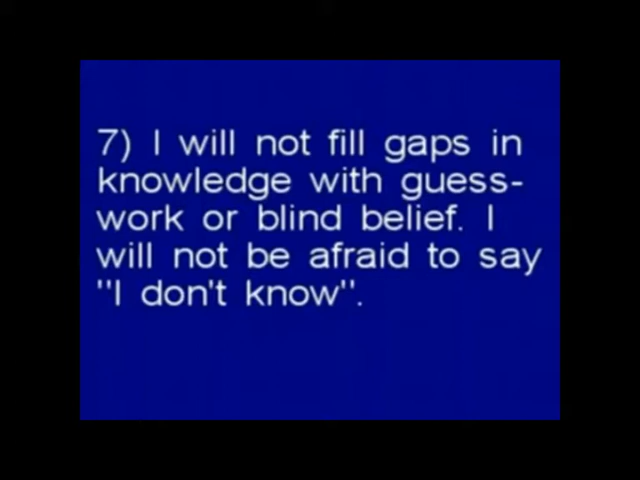 7) I will not fill gaps in
knowledge with guess-
work or blind belief. I
will not be afraid to say
"I don't know".